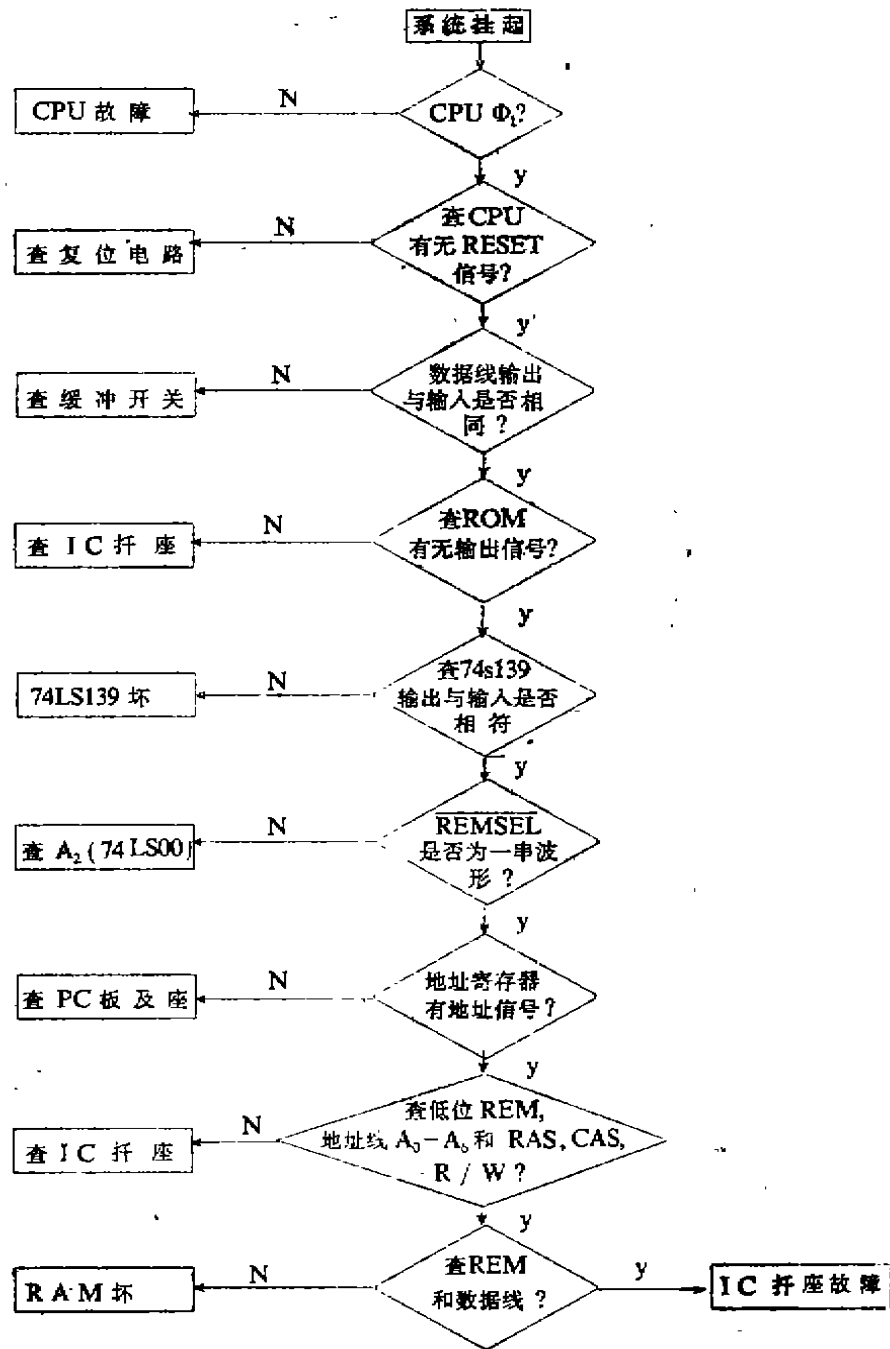 系统挂起
CPU Φ₁?
N
CPU 故障
y
查CPU
有无 RESET
信号?
N
查复位电路
y
数据线输出
与输入是否相
同?
N
查缓冲开关
y
查ROM
有无输出信号?
N
查 IC 扦座
y
查74s139
输出与输入是否
相符
N
74LS139 坏
y
REMSEL
是否为一串波
形?
N
查 A₂(74LS00)
y
地址寄存器
有地址信号?
N
查 PC 板及座
y
查低位 REM,
地址线 A₀-A₆ 和 RAS, CAS,
R / W ?
N
查 IC 扦座
y
查REM
和数据线?
N
RAM 坏
y
IC 扦座故障